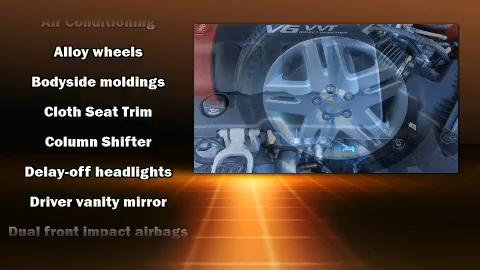 Air Conditioning
Alloy wheels
Bodyside moldings
Cloth Seat Trim
Column Shifter
Delay-off headlights
Driver vanity mirror
Dual front impact airbags
V6 VVT